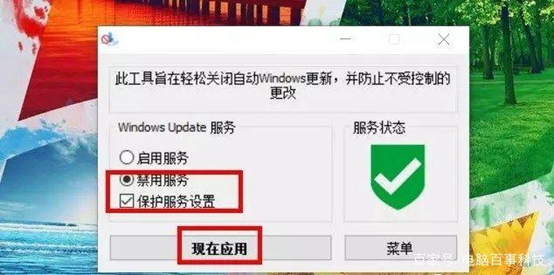 此工具旨在轻松关闭自动Windows更新，并防止不受控制的
更改
Windows Update 服务
服务状态
启用服务
禁用服务
保护服务设置
现在应用
菜单
百家号/电脑百事科技